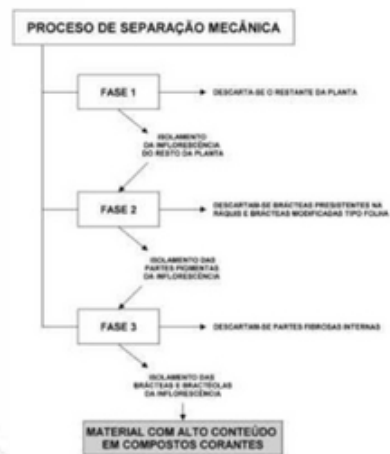 PROCESO DE SEPARAÇÃO MECÂNICA
FASE 1
DESCARTA-SE O RESTANTE DA PLANTA
ISOLAMENTO
DA INFLORESCÊNCIA
DO RESTO DA PLANTA
FASE 2
DESCARTAM-SE BRÁCTEAS PRESISTENTES NA
RÁQUIS E BRÁCTEAS MODIFICADAS TIPO FOLHA
ISOLAMENTO DAS
PARTES PIGMENTAS
DA INFLORESCÊNCIA
FASE 3
DESCARTAM-SE PARTES FIBROSAS INTERNAS
ISOLAMENTO DAS
BRÁCTEAS E BRACTÉOLAS
DA INFLORESCÊNCIA
MATERIAL COM ALTO CONTEÚDO
EM COMPOSTOS CORANTES